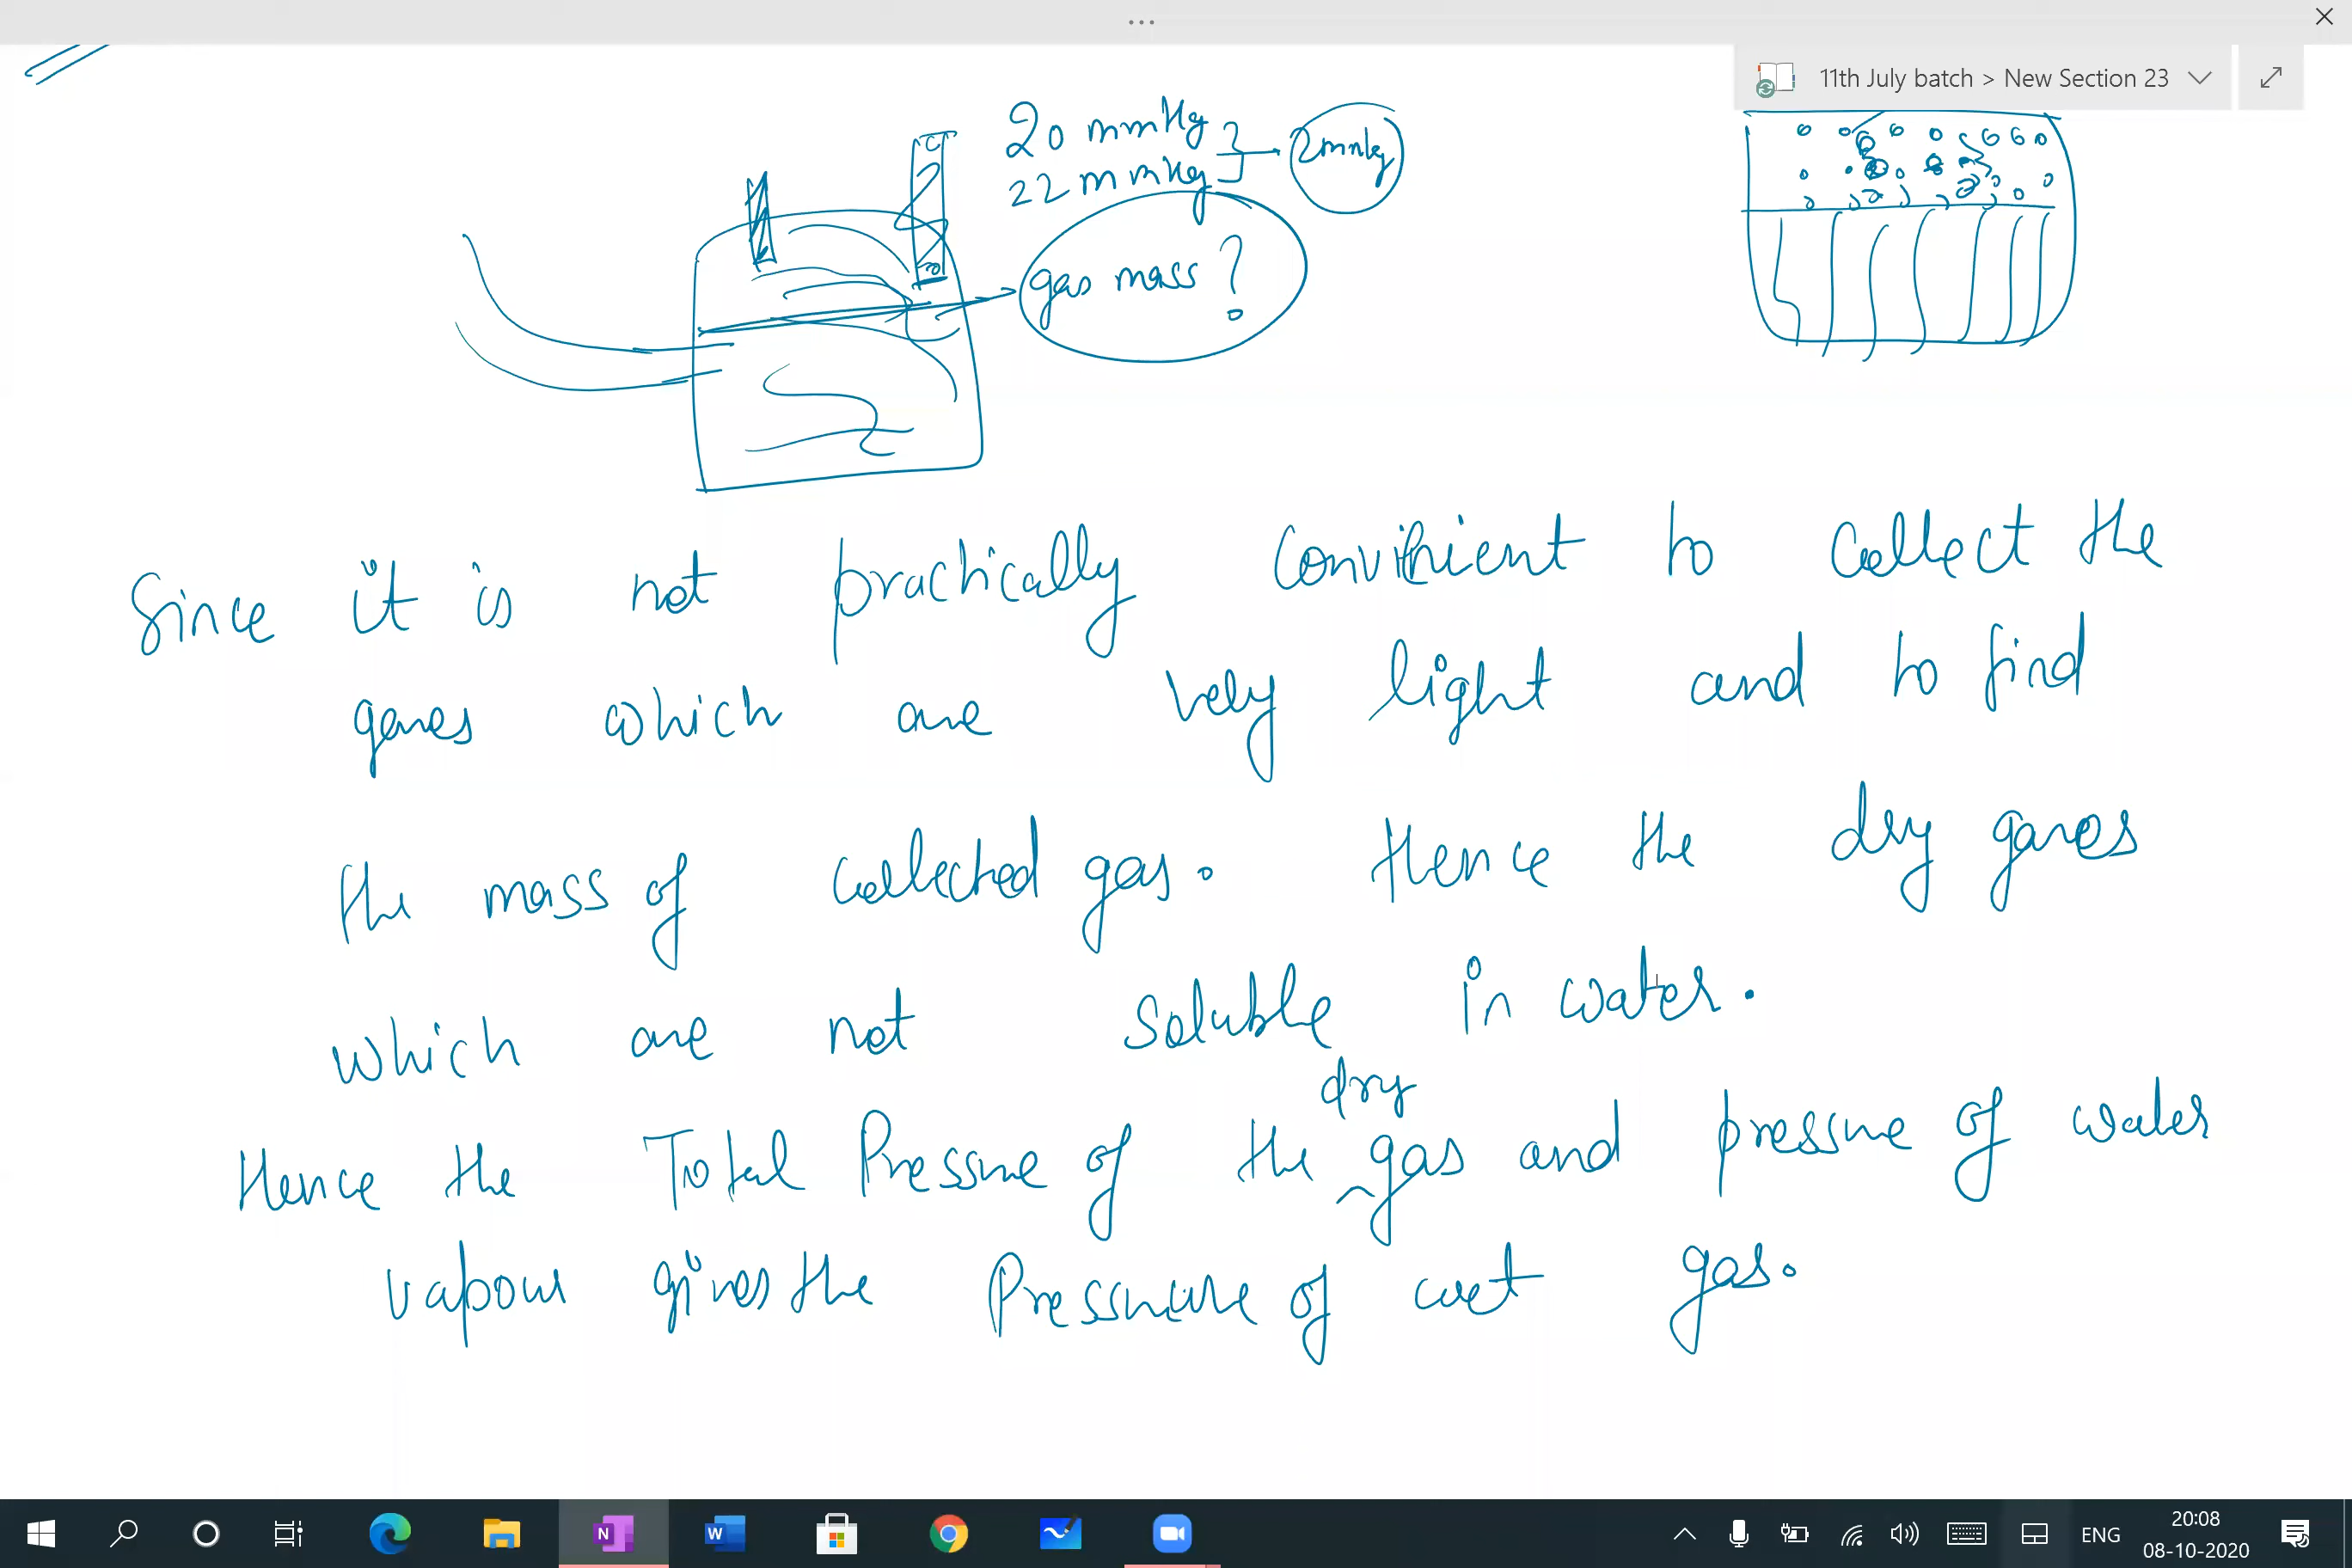 11th July batch > New Section 23
20 mmHg
22 mmHg
2mmHg
gas mass ?
Since it is not practically convinient to collect the
gases which are very light and to find
the mass of collected gas. Hence the dry gases
which are not soluble in water.
Hence the Total Pressure of the dry gas and pressure of water
vapour gives the Pressure of wet gas.
ENG
20:08
08-10-2020